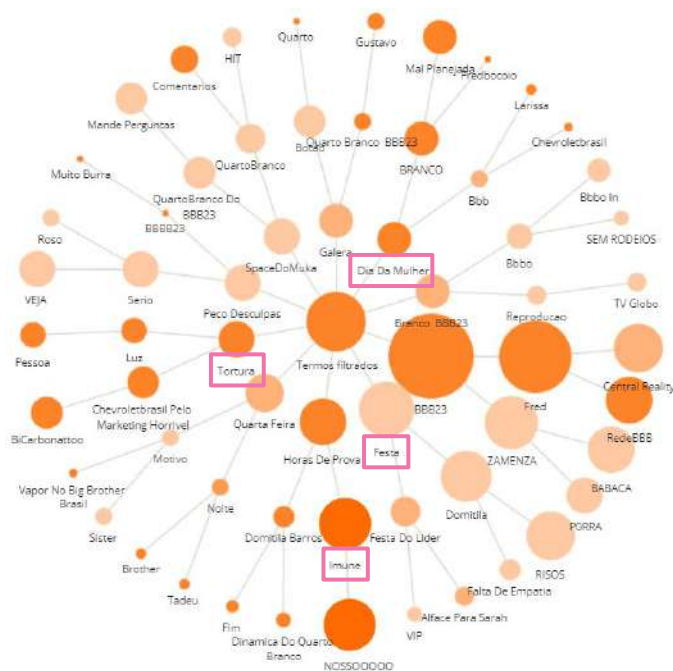 Quarto
Gustavo
HIT
Mal Planejada
Fredbocoio
Comentarios
Larissa
Mande Perguntas
Botao
Quarto Branco BBB23
Chevroletbrasil
QuartoBranco
BRANCO
Muito Burra
QuartoBranco Do
BBB23
Bbb
Bbbo In
BBBB23
Roso
Galera
SEM RODEIOS
SpaceDoMuka
Dia Da Mulher
Bbbo
VEJA
Serio
TV Globo
Peco Desculpas
Branco BBB23
Reproducao
Pessoa
Luz
Termos filtrados
Tortura
Central Reality
Chevroletbrasil Pelo
Marketing Horrivel
BBB23
Fred
BiCarbonattoo
Quarta Feira
RedeBBB
Motivo
Horas De Prova
Festa
ZAMENZA
Vapor No Big Brother
Brasil
BABACA
Noite
Domitila
PORRA
Sister
Domitila Barros
Festa Do Lider
Brother
Imune
RISOS
Tadeu
Falta De Empatia
Fim
Alface Para Sarah
Dinamica Do Quarto
Branco
VIP
NOSSOOOOO